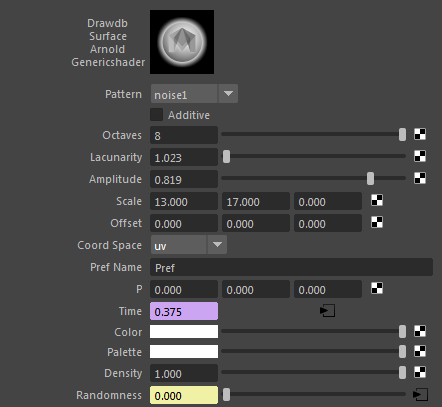 Drawdb
Surface
Arnold
Genericshader
Pattern noise1
Additive
Octaves 8
Lacunarity 1.023
Amplitude 0.819
Scale 13.000 17.000 0.000
Offset 0.000 0.000 0.000
Coord Space uv
Pref Name Pref
P 0.000 0.000 0.000
Time 0.375
Color
Palette
Density 1.000
Randomness 0.000